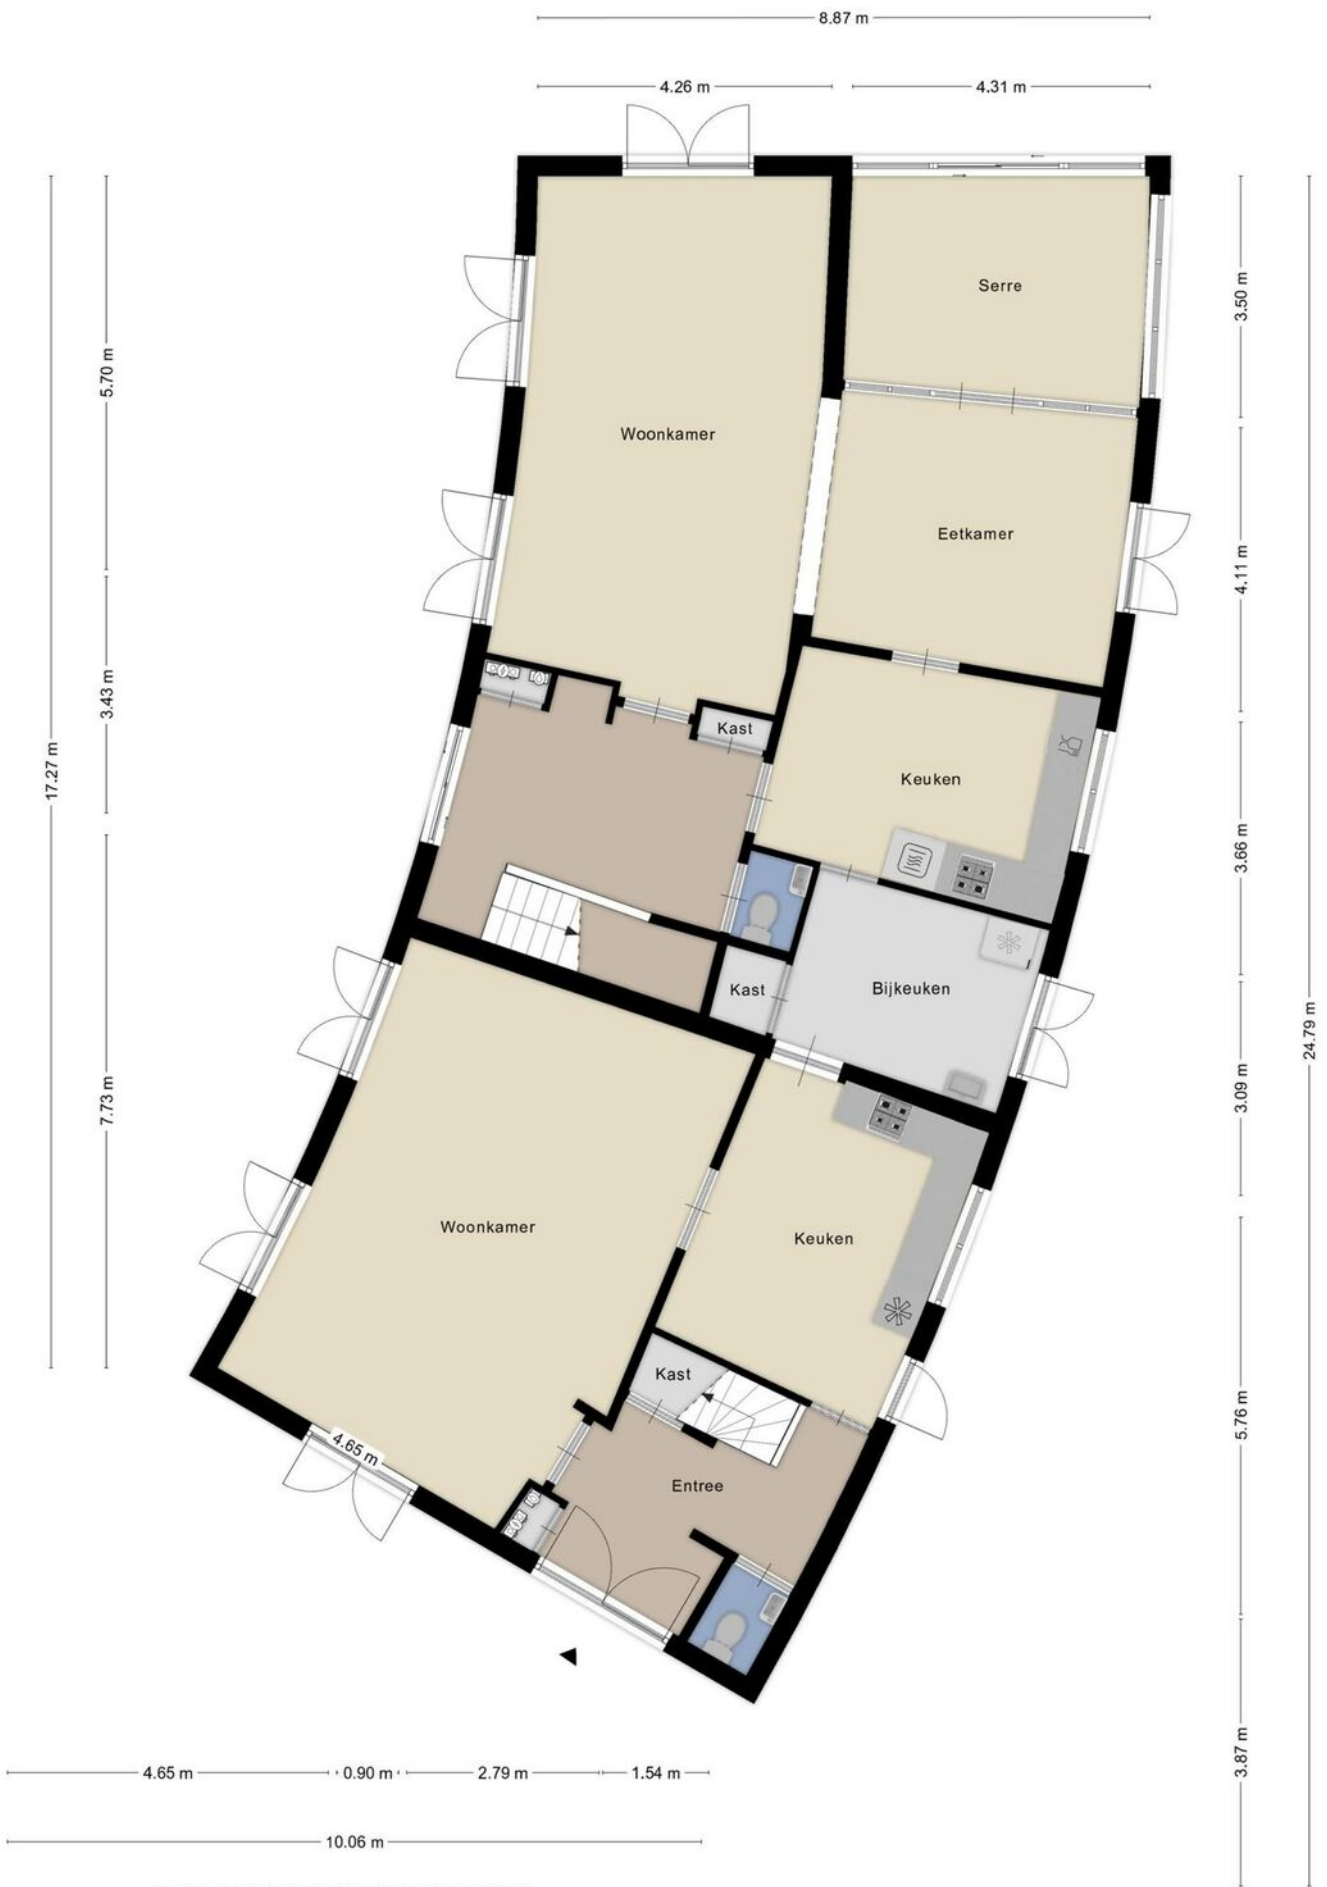 8.87 m
4.26 m
4.31 m
Serre
3.50 m
5.70 m
Woonkamer
Eetkamer
4.11 m
3.43 m
Kast
17.27 m
Keuken
3.66 m
Kast
Bijkeuken
24.79 m
7.73 m
3.09 m
Woonkamer
Keuken
Kast
5.76 m
4.65 m
Entree
3.87 m
4.65 m
0.90 m
2.79 m
1.54 m
10.06 m